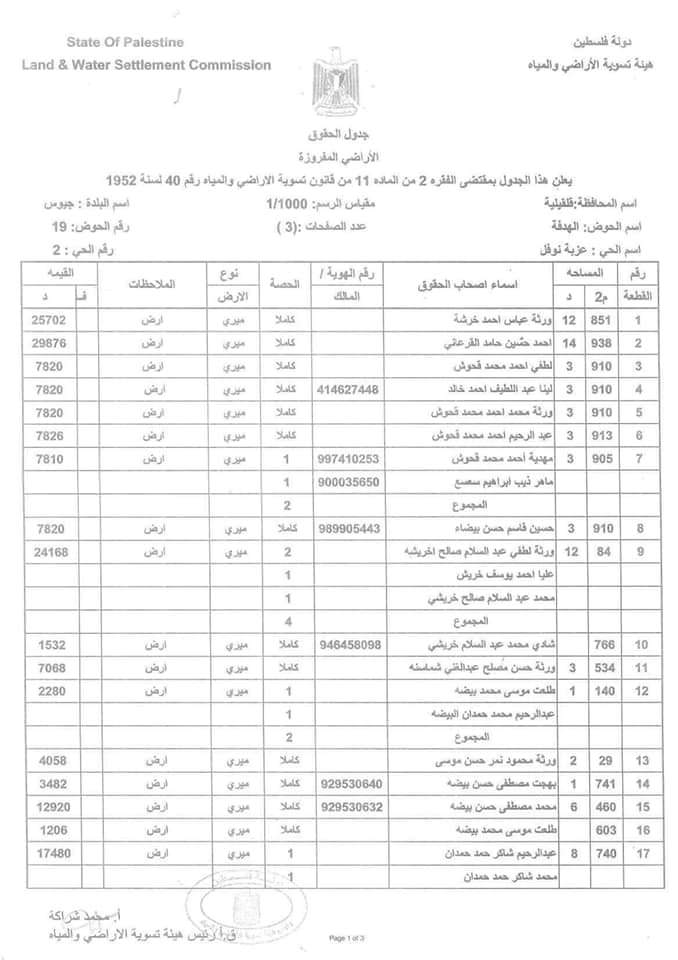 State Of Palestine
Land & Water Settlement Commission
دولة فلسطين
هيئة تسوية الأراضي والمياه
جدول الحقوق
الأراضي المفروزة
يعلن هذا الجدول بمقتضى الفقره 2 من الماده 11 من قانون تسوية الاراضي والمياه رقم 40 لسنة 1952
اسم المحافظة: قلقيلية مقياس الرسم: 1/1000 اسم البلدة : جيوس
اسم الحوض: الهدفة عدد الصفحات: (3 ) رقم الحوض: 19
اسم الحي : عزبة نوفل رقم الحي : 2
رقم القطعة المساحه م2 د اسماء اصحاب الحقوق رقم الهوية / المالك الحصة نوع الارض الملاحظات القيمه ف د
1 851 12 ورثة عباس احمد خرشة كاملا ميري ارض 25702
2 938 14 احمد حسين حامد القرعاني كاملا ميري ارض 29876
3 910 3 لطفي احمد محمد قحوش كاملا ميري ارض 7820
4 910 3 لينا عبد اللطيف احمد خالد 414627448 كاملا ميري ارض 7820
5 910 3 ورثة محمد احمد محمد قحوش كاملا ميري ارض 7820
6 913 3 عبد الرحيم احمد محمد قحوش كاملا ميري ارض 7826
7 905 3 مهدية أحمد محمد قحوش 997410253 1 ميري ارض 7810
ماهر ذيب ابراهيم سعسع 900035650 1
المجموع 2
8 910 3 حسين قاسم حسن بيضاء 989905443 كاملا ميري ارض 7820
9 84 12 ورثة لطفي عبد السلام صالح اخريشه 2 ميري ارض 24168
عليا احمد يوسف خريش 1
محمد عبد السلام صالح خريشي 1
المجموع 4
10 766 شادي محمد عبد السلام خريشي 946458098 كاملا ميري ارض 1532
11 534 3 ورثة حسن مصلح عبدالغني شماسنه كاملا ميري ارض 7068
12 140 1 طلعت موسى محمد بيضه 1 ميري ارض 2280
عبدالرحيم محمد حمدان البيضه 1
المجموع 2
13 29 2 ورثة محمود نمر حسن موسى كاملا ميري ارض 4058
14 741 1 بهجت مصطفى حسن بيضه 929530640 كاملا ميري ارض 3482
15 460 6 محمد مصطفى حسن بيضه 929530632 كاملا ميري ارض 12920
16 603 طلعت موسى محمد بيضه كاملا ميري ارض 1206
17 740 8 عبدالرحيم شاكر حمد حمدان 1 ميري ارض 17480
محمد شاكر حمد حمدان 1
أ. محمد شراكة
ق.أ رئيس هيئة تسوية الاراضي والمياه
Page 1 of 3